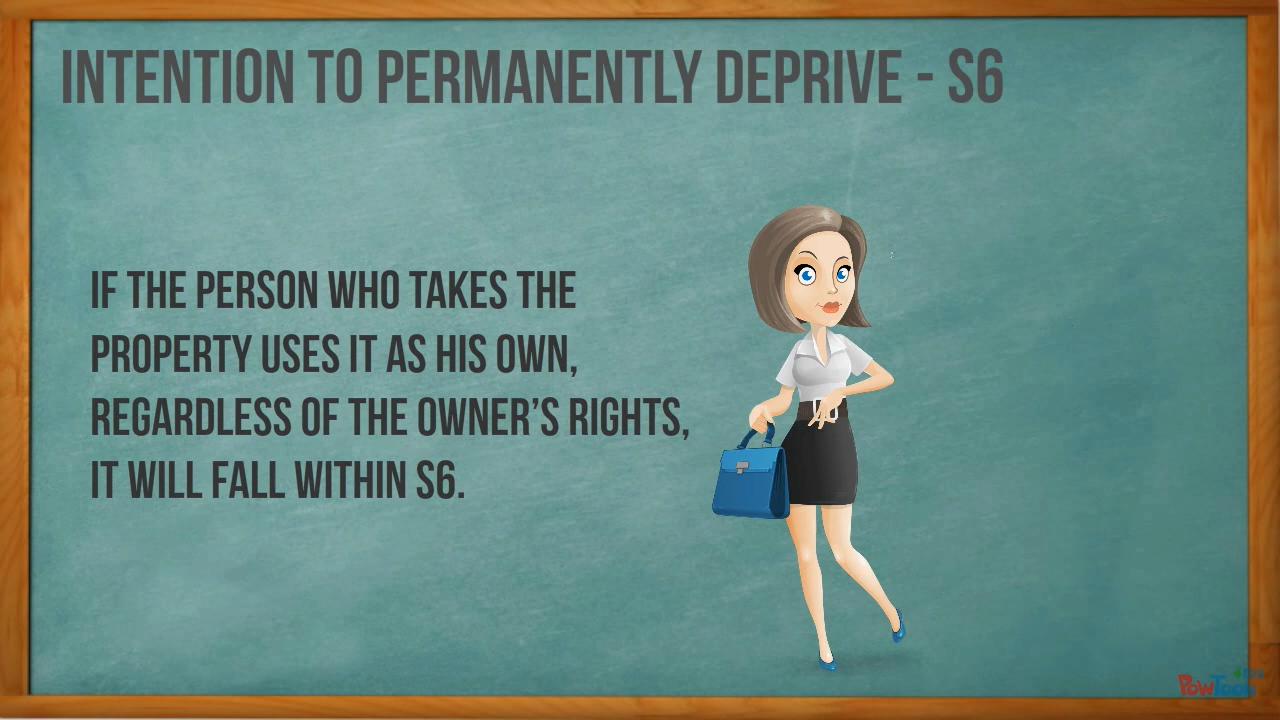 INTENTION TO PERMANENTLY DEPRIVE - S6
IF THE PERSON WHO TAKES THE
PROPERTY USES IT AS HIS OWN,
REGARDLESS OF THE OWNER’S RIGHTS,
IT WILL FALL WITHIN S6.
PowToon